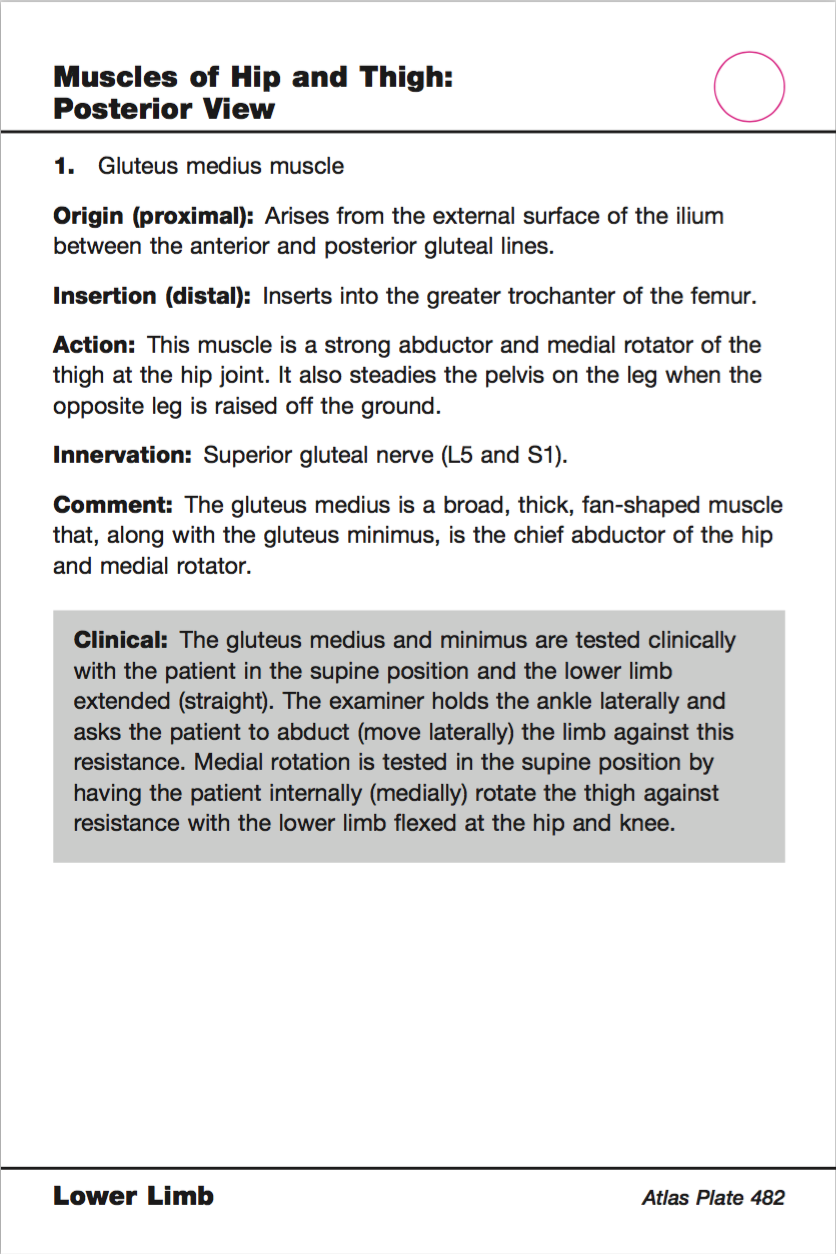 Muscles of Hip and Thigh:
Posterior View
1. Gluteus medius muscle
Origin (proximal): Arises from the external surface of the ilium
between the anterior and posterior gluteal lines.
Insertion (distal): Inserts into the greater trochanter of the femur.
Action: This muscle is a strong abductor and medial rotator of the
thigh at the hip joint. It also steadies the pelvis on the leg when the
opposite leg is raised off the ground.
Innervation: Superior gluteal nerve (L5 and S1).
Comment: The gluteus medius is a broad, thick, fan-shaped muscle
that, along with the gluteus minimus, is the chief abductor of the hip
and medial rotator.
Clinical: The gluteus medius and minimus are tested clinically
with the patient in the supine position and the lower limb
extended (straight). The examiner holds the ankle laterally and
asks the patient to abduct (move laterally) the limb against this
resistance. Medial rotation is tested in the supine position by
having the patient internally (medially) rotate the thigh against
resistance with the lower limb flexed at the hip and knee.
Lower Limb
Atlas Plate 482